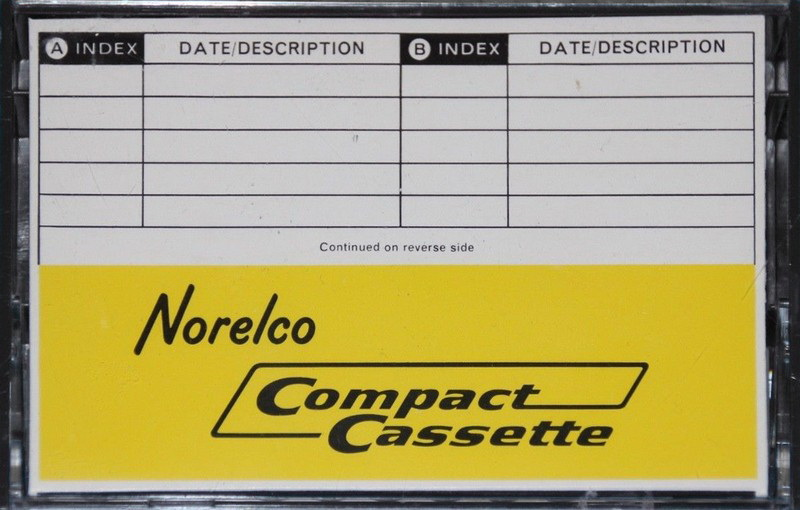 A INDEX DATE/DESCRIPTION B INDEX DATE/DESCRIPTION
Continued on reverse side
Norelco
Compact
Cassette